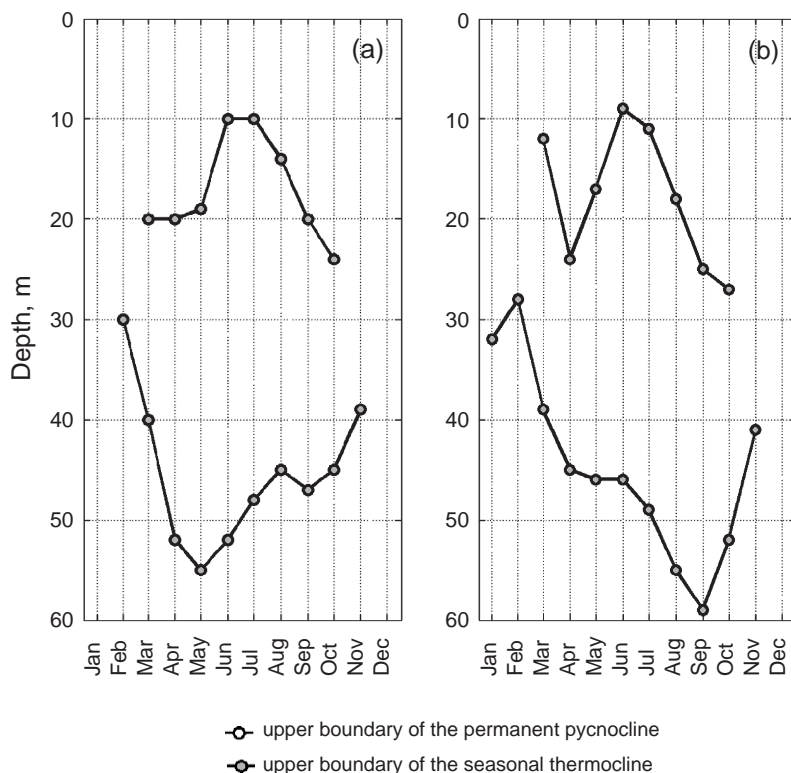 0
10
20
30
40
50
60
Depth, m
(a)
Jan
Feb
Mar
Apr
May
Jun
Jul
Aug
Sep
Oct
Nov
Dec
0
10
20
30
40
50
60
(b)
Jan
Feb
Mar
Apr
May
Jun
Jul
Aug
Sep
Oct
Nov
Dec
upper boundary of the permanent pycnocline
upper boundary of the seasonal thermocline